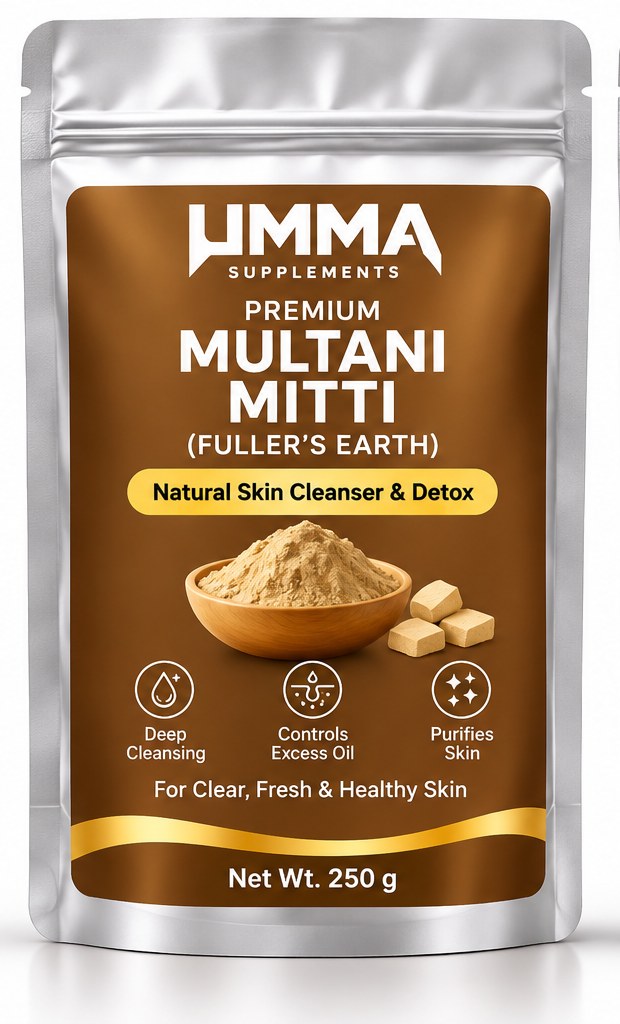 UMMA
SUPPLEMENTS
PREMIUM
MULTANI
MITTI
(FULLER'S EARTH)
Natural Skin Cleanser & Detox
Deep
Cleansing
Controls
Excess Oil
Purifies
Skin
For Clear, Fresh & Healthy Skin
Net Wt. 250 g